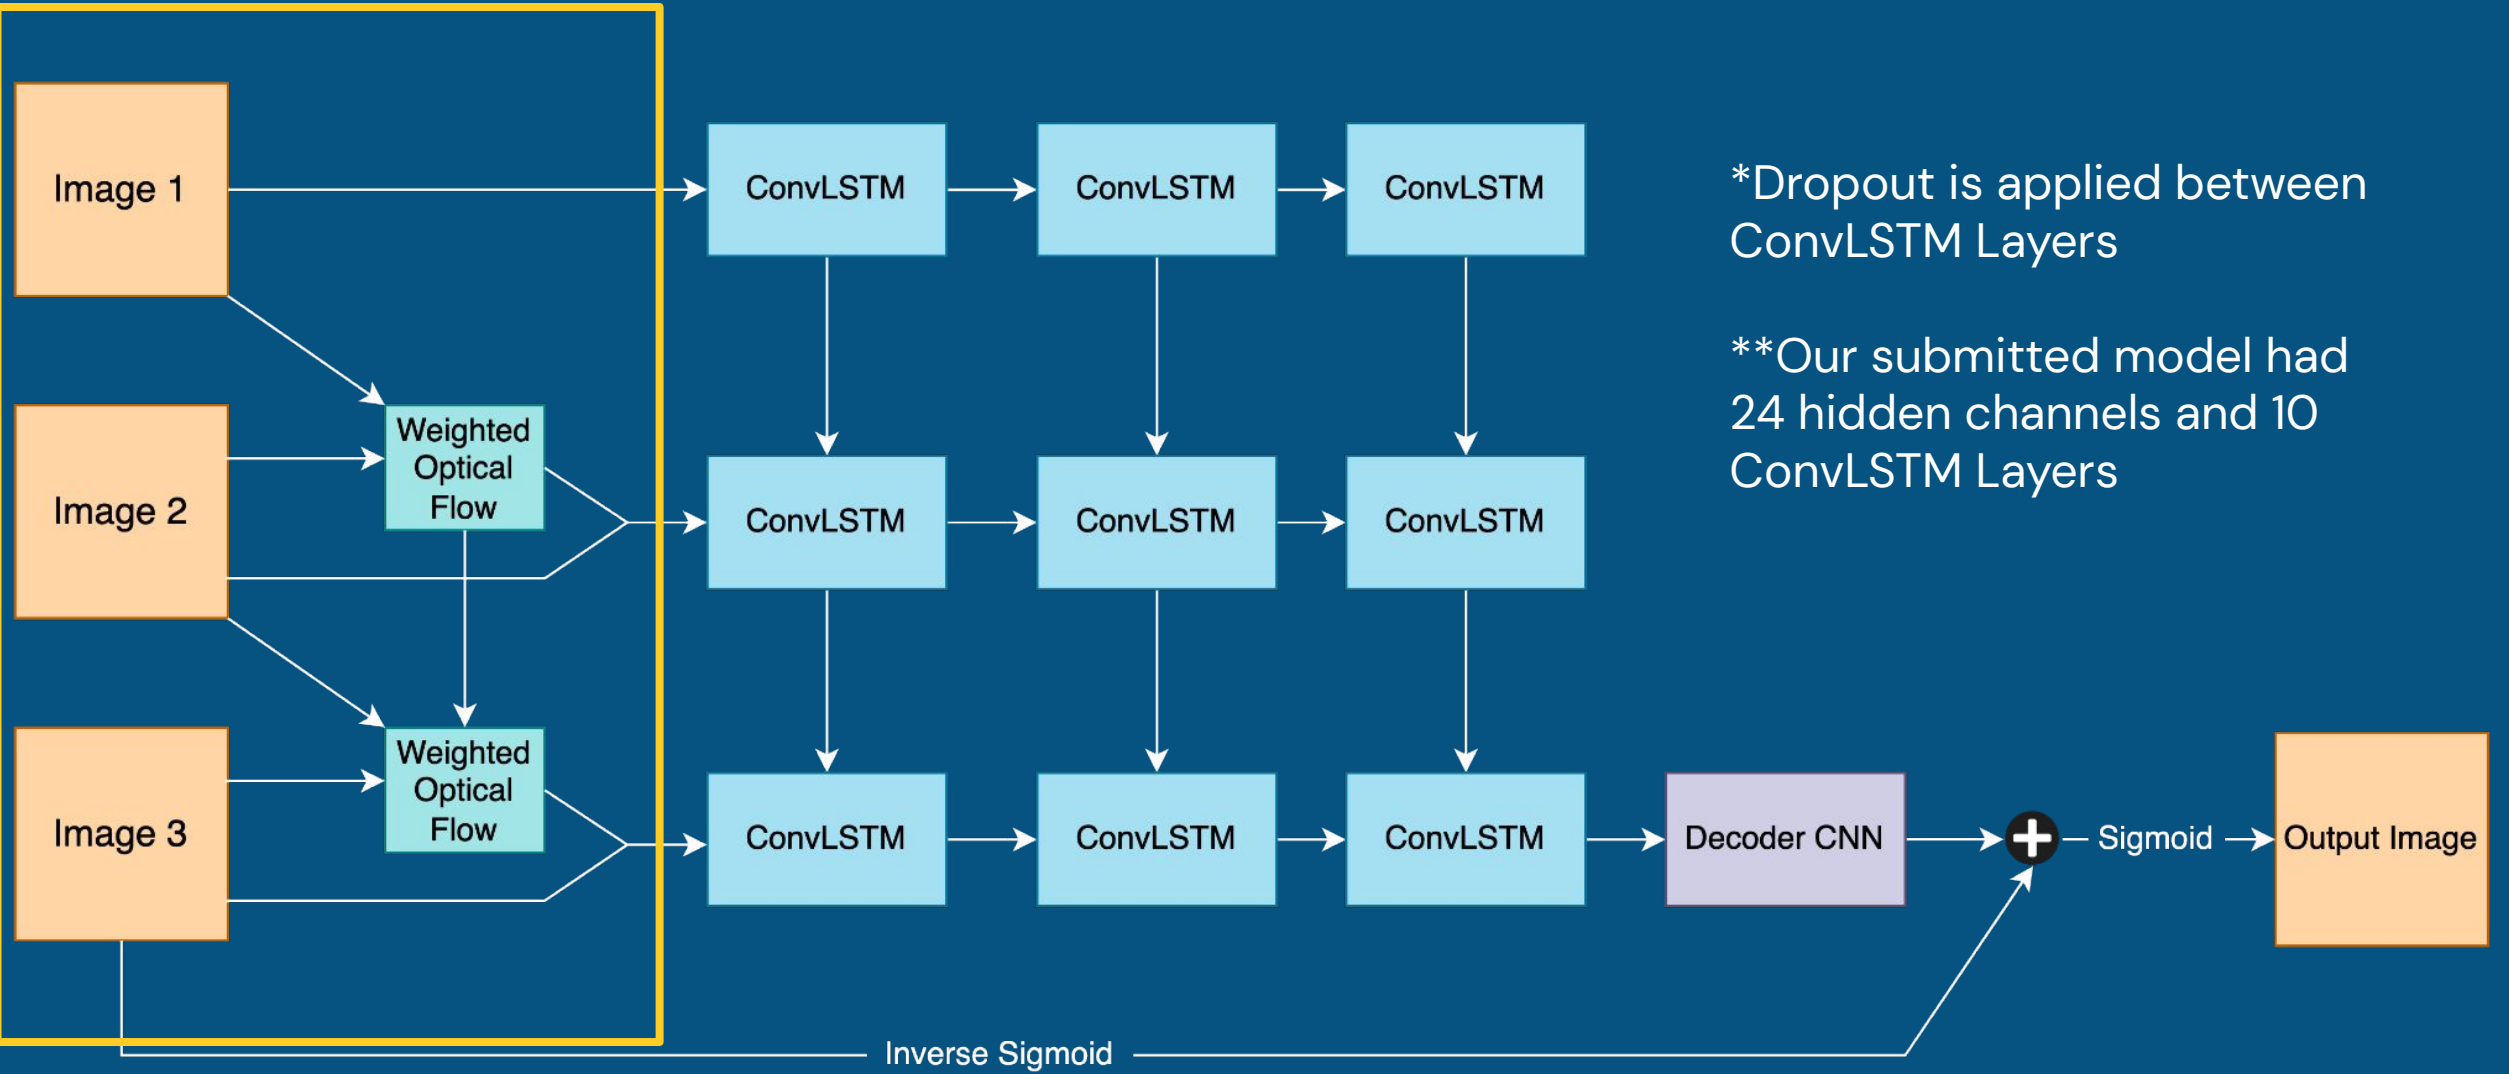 Image 1
ConvLSTM
ConvLSTM
ConvLSTM
*Dropout is applied between
ConvLSTM Layers
**Our submitted model had
24 hidden channels and 10
ConvLSTM Layers
Image 2
Weighted
Optical
Flow
ConvLSTM
ConvLSTM
ConvLSTM
Image 3
Weighted
Optical
Flow
ConvLSTM
ConvLSTM
ConvLSTM
Decoder CNN
Sigmoid
Output Image
Inverse Sigmoid